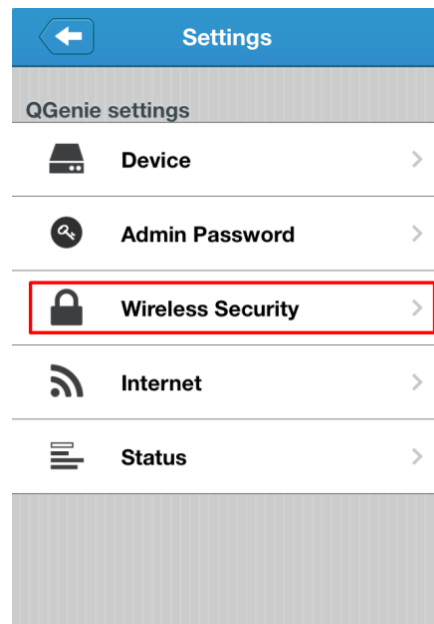 Settings
QGenie settings
Device
Admin Password
Wireless Security
Internet
Status